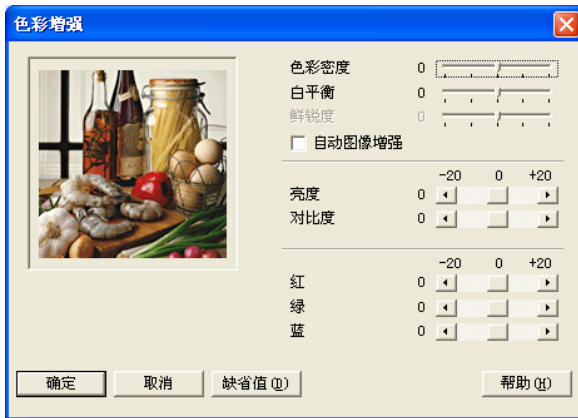 色彩增强
色彩密度 0
白平衡 0
鲜锐度 0
自动图像增强
-20 0 +20
亮度 0
对比度 0
-20 0 +20
红 0
绿 0
蓝 0
确定 取消 缺省值(D) 帮助(H)